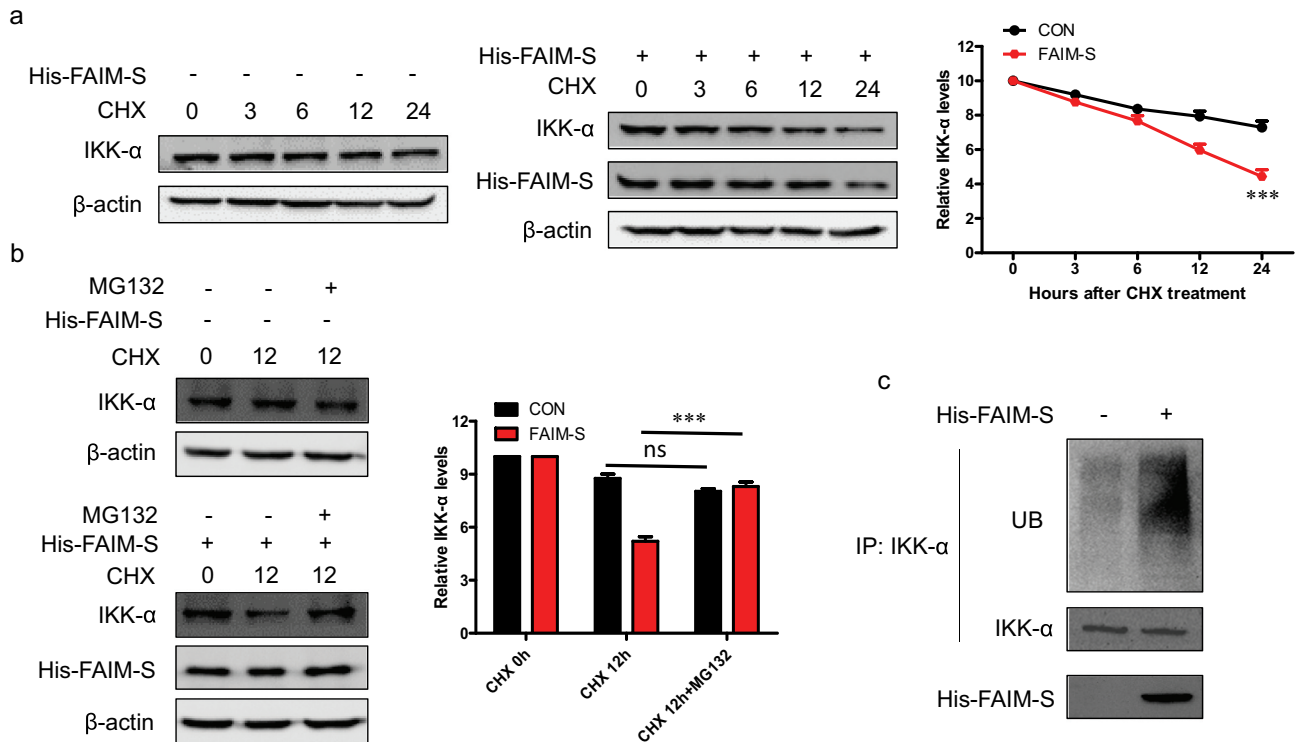 a
His-FAIM-S - - - - -
CHX 0 3 6 12 24
IKK-α
β-actin
His-FAIM-S + + + + +
CHX 0 3 6 12 24
IKK-α
His-FAIM-S
β-actin
CON
FAIM-S
Relative IKK-α levels
12
10
8
6
4
2
0
***
0 3 6 12 24
Hours after CHX treatment
b
MG132 - - +
His-FAIM-S - - -
CHX 0 12 12
IKK-α
β-actin
MG132 - - +
His-FAIM-S + + +
CHX 0 12 12
IKK-α
His-FAIM-S
β-actin
CON
FAIM-S
Relative IKK-α levels
12
9
6
3
0
***
ns
CHX 0h
CHX 12h
CHX 12h+MG132
c
His-FAIM-S - +
IP: IKK-α
UB
IKK-α
His-FAIM-S